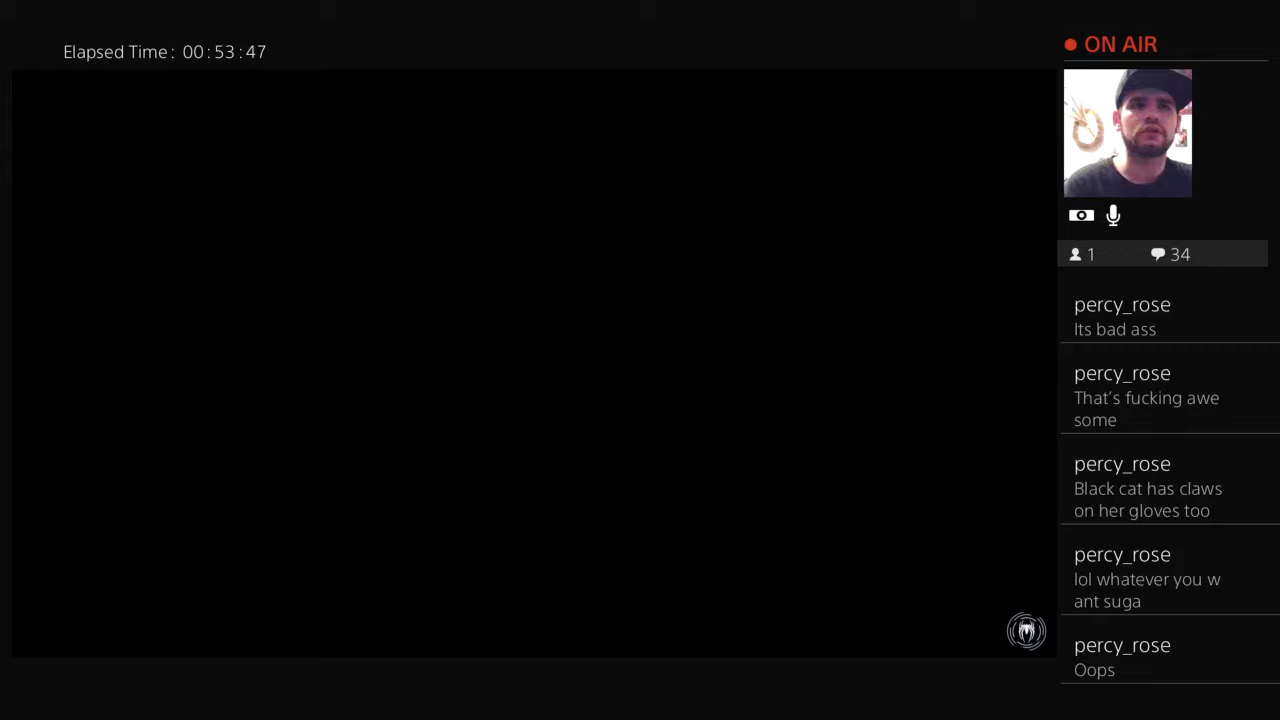 Elapsed Time: 00:53:47
ON AIR
1 34
percy_rose
Its bad ass
percy_rose
That's fucking awe
some
percy_rose
Black cat has claws
on her gloves too
percy_rose
lol whatever you w
ant suga
percy_rose
Oops